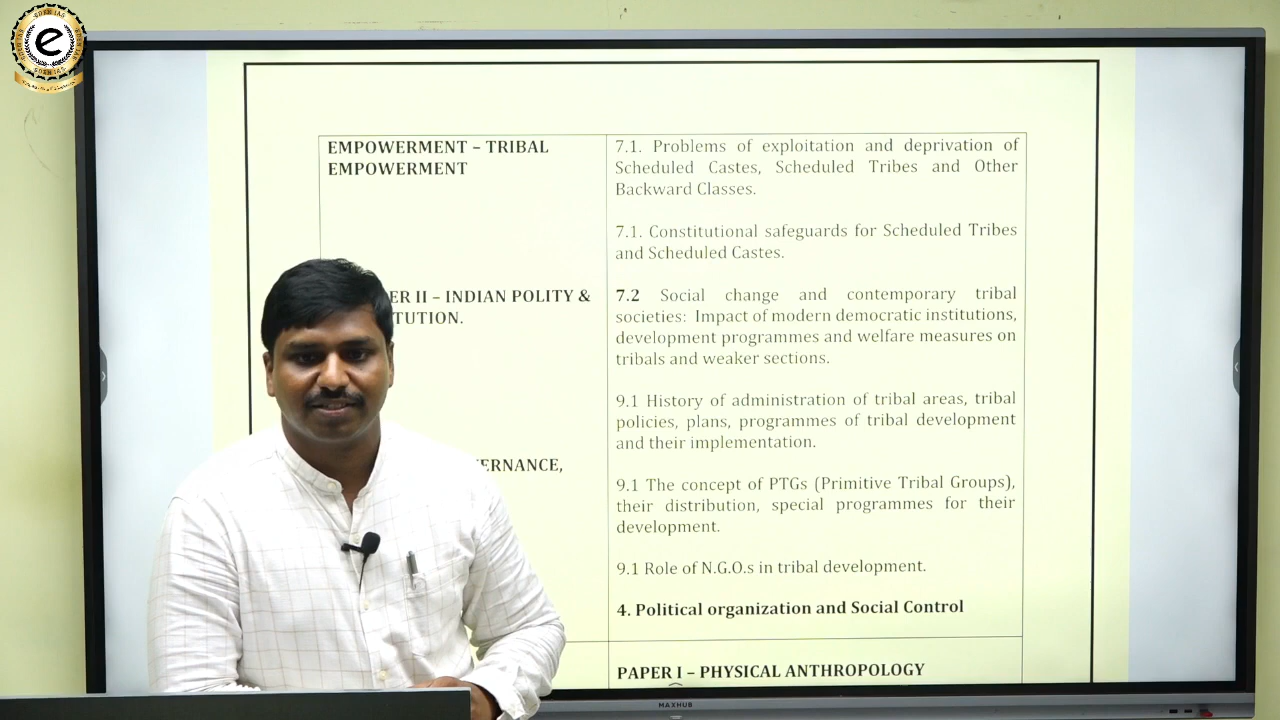 e
EMPOWERMENT – TRIBAL
EMPOWERMENT
ER II – INDIAN POLITY &
TUTION.
ERNANCE,
7.1. Problems of exploitation and deprivation of
Scheduled Castes, Scheduled Tribes and Other
Backward Classes.
7.1. Constitutional safeguards for Scheduled Tribes
and Scheduled Castes.
7.2 Social change and contemporary tribal
societies: Impact of modern democratic institutions,
development programmes and welfare measures on
tribals and weaker sections.
9.1 History of administration of tribal areas, tribal
policies, plans, programmes of tribal development
and their implementation.
9.1 The concept of PTGs (Primitive Tribal Groups),
their distribution, special programmes for their
development.
9.1 Role of N.G.O.s in tribal development.
4. Political organization and Social Control
PAPER I – PHYSICAL ANTHROPOLOGY
MAXHUB